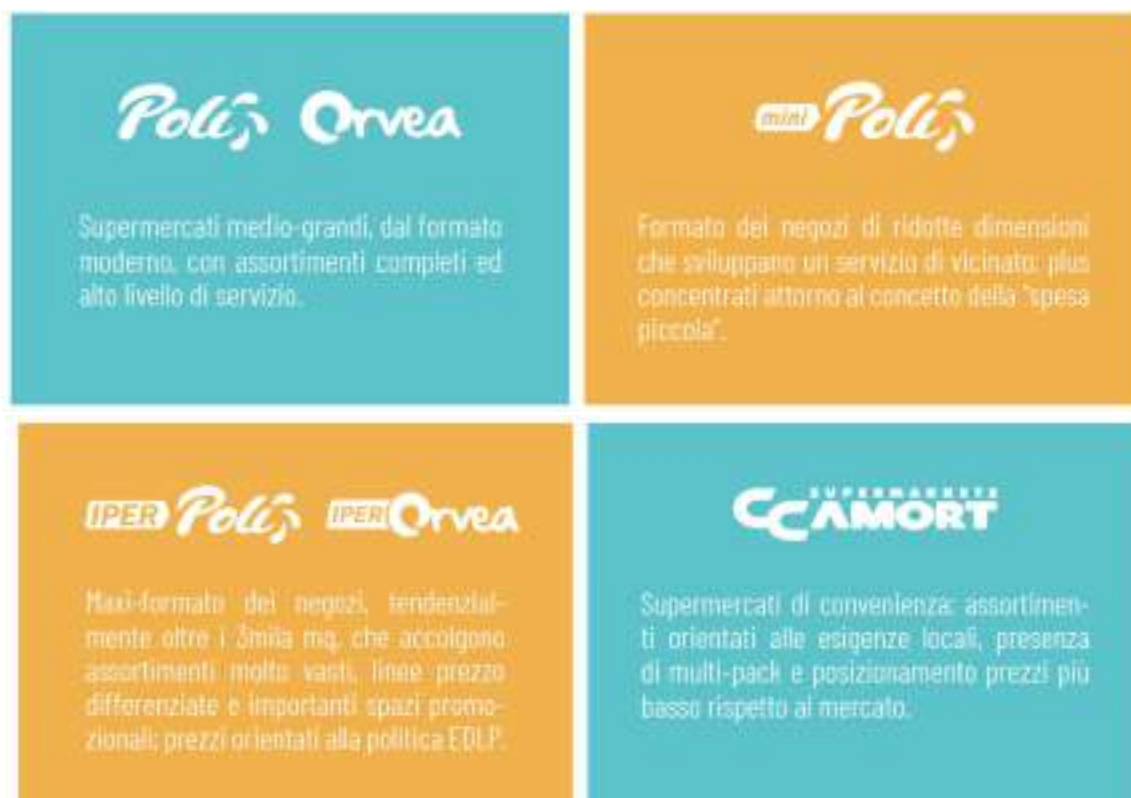 Poli Orvea
Supermercati medio-grandi, dal formato
moderno, con assortimenti completi ed
alto livello di servizio.
mini Poli
Formato dei negozi di ridotte dimensioni
che sviluppano un servizio di vicinato: plus
concentrati attorno al concetto della "spesa
piccola".
IPER Poli IPER Orvea
Maxi-formato dei negozi, tendenzial-
mente oltre i 3mila mq, che accolgono
assortimenti molto vasti, linee prezzo
differenziate e importanti spazi promo-
zionali; prezzi orientati alla politica EDLP.
SUPERMARKETS
CC AMORT
Supermercati di convenienza: assortimen-
ti orientati alle esigenze locali, presenza
di multi-pack e posizionamento prezzi più
basso rispetto al mercato.